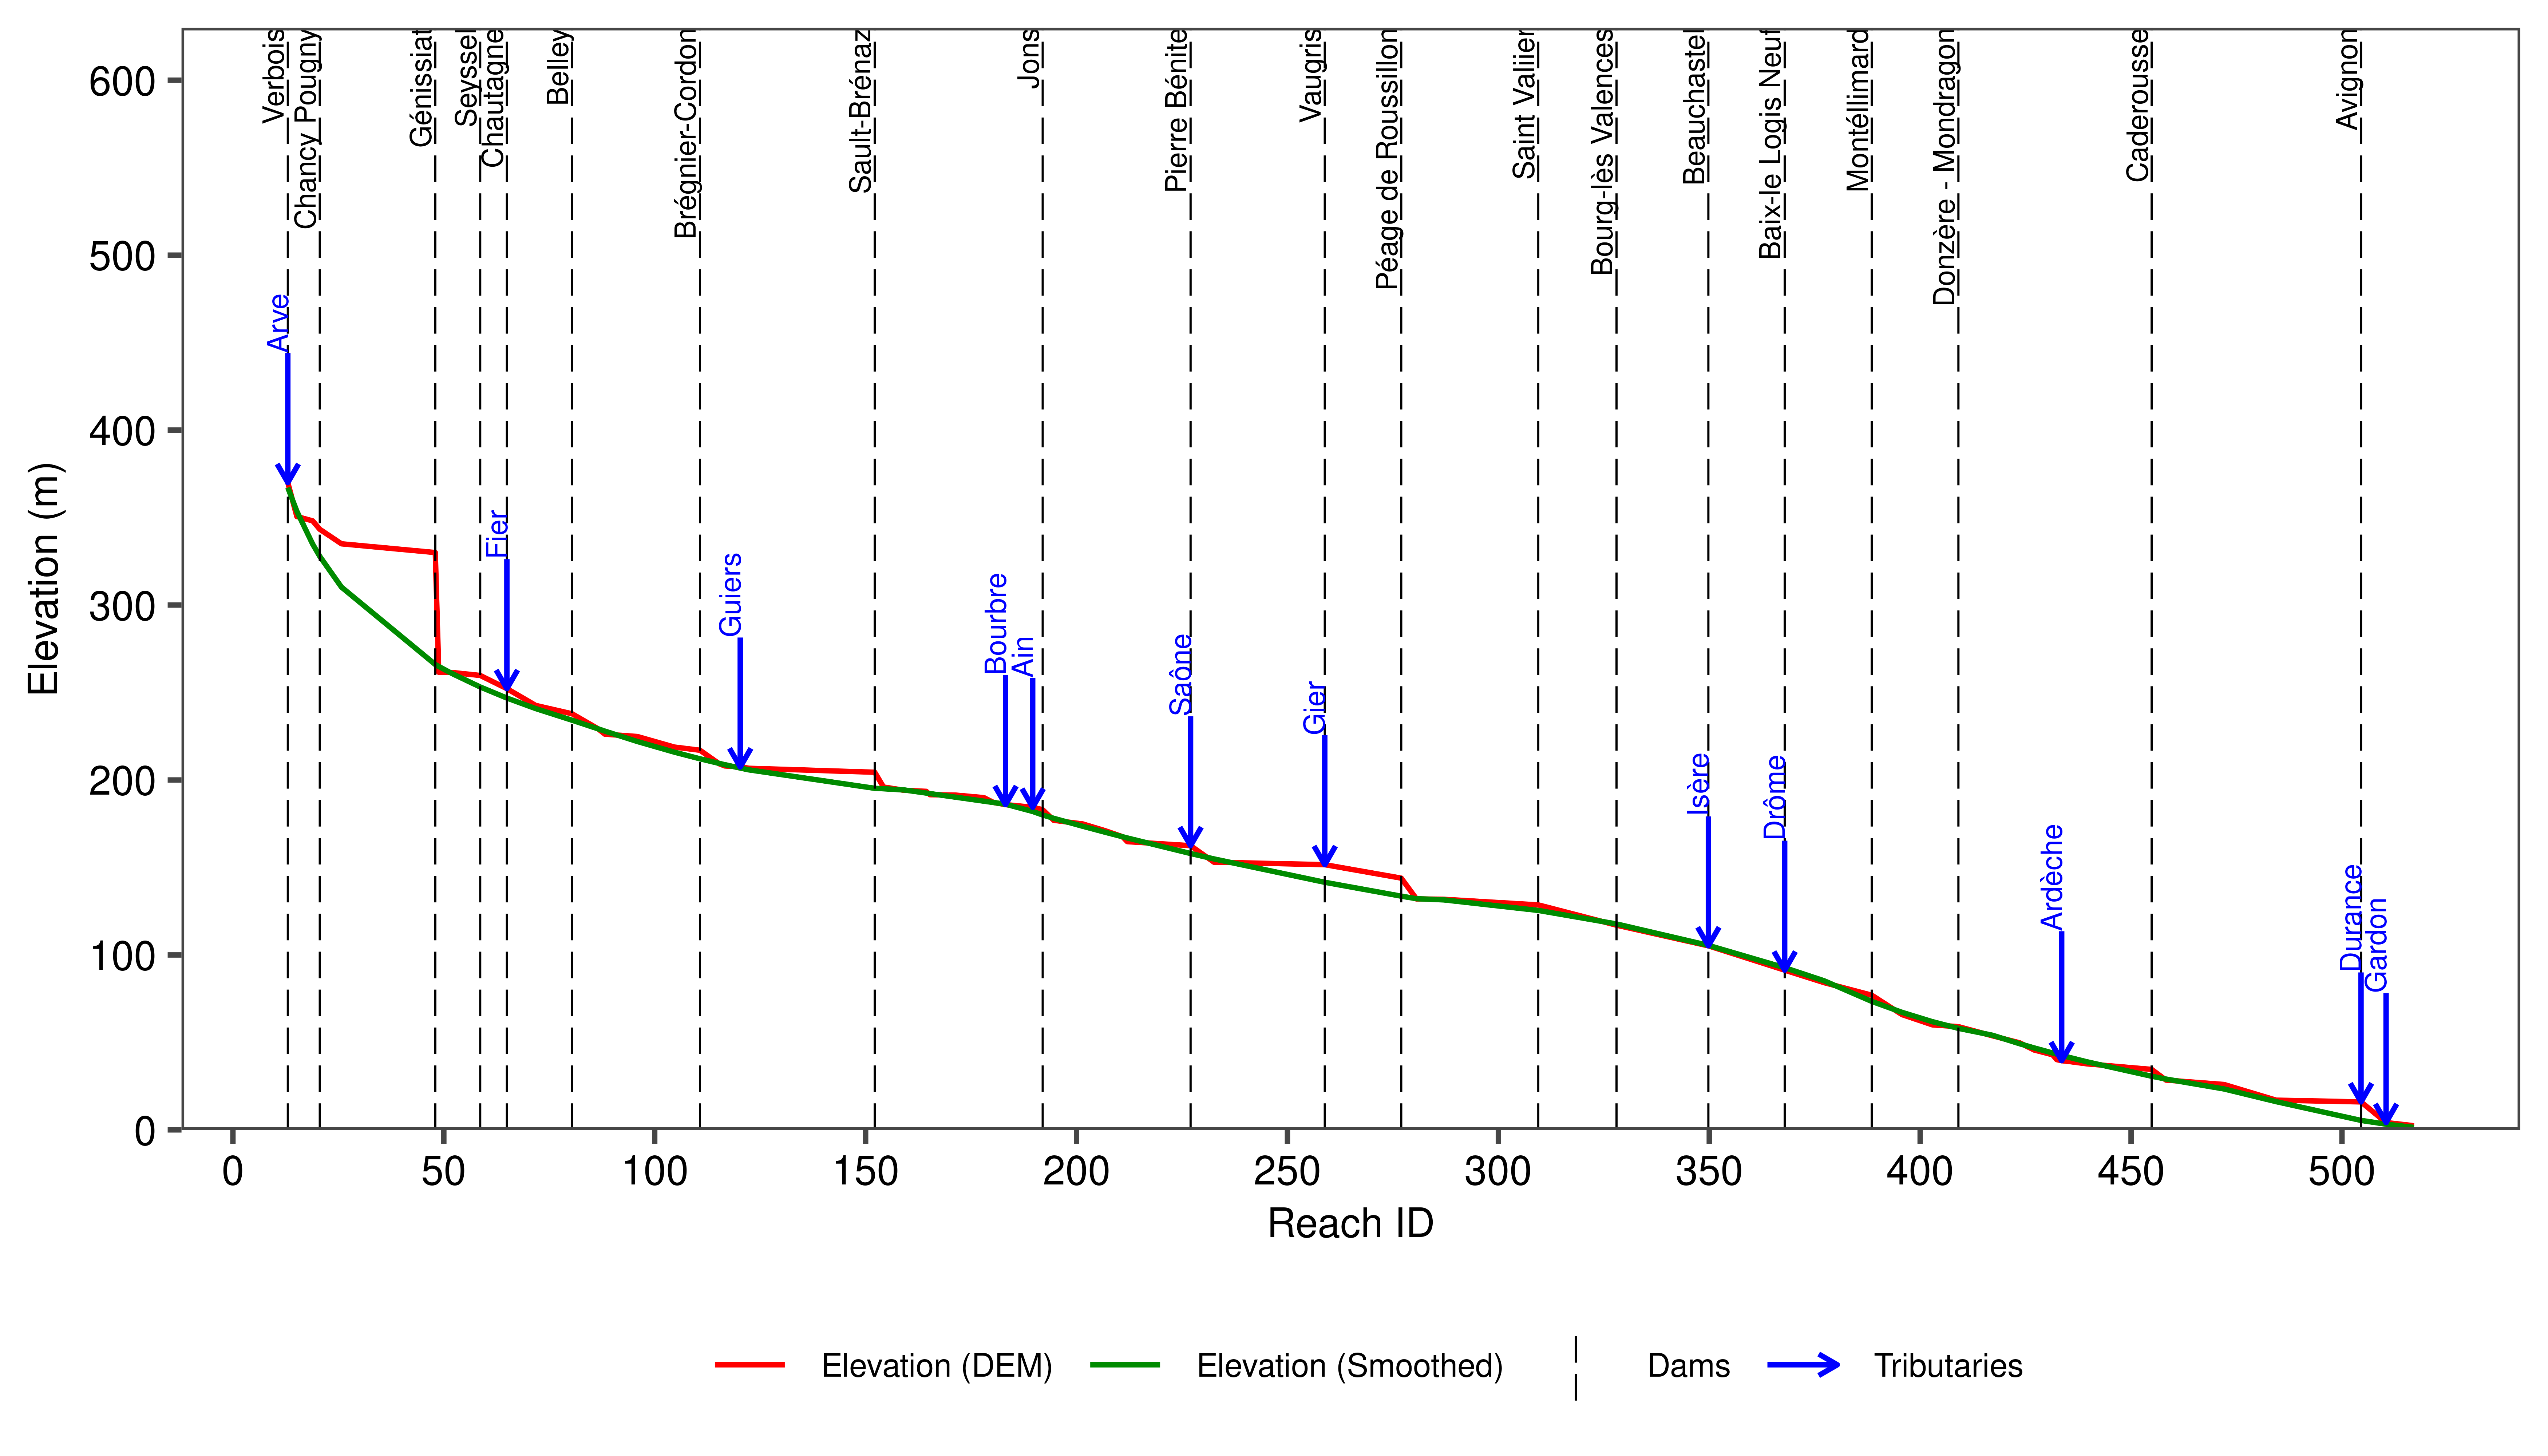 Verbois
Chancy Pougny
Génissiat
Seyssel
Chautagne
Belley
Brégnier-Cordon
Sault-Brénaz
Jons
Pierre Bénite
Vaugris
Péage de Roussillon
Saint Valiier
Bourg-lès Valences
Beauchastel
Baix-le Logis Neuf
Montéllimard
Donzère - Mondragon
Caderousse
Avignon
600
500
400
300
200
100
0
Elevation (m)
Arve
Fier
Guiers
Bourbre
Ain
Saône
Gier
Isère
Drôme
Ardèche
Durance
Gardon
0 50 100 150 200 250 300 350 400 450 500
Reach ID
Elevation (DEM) Elevation (Smoothed) Dams Tributaries